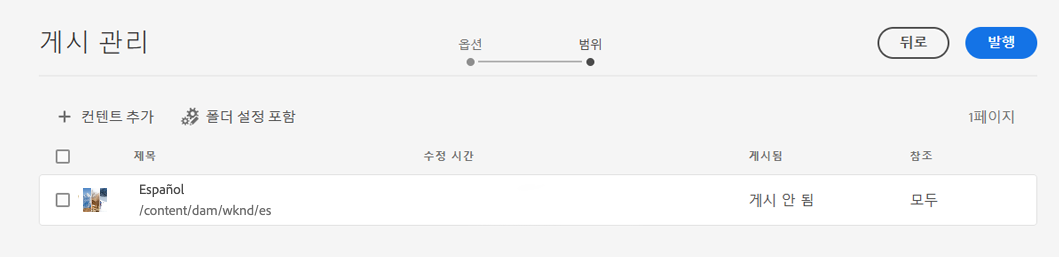 게시 관리
옵션
범위
뒤로
발행
컨텐트 추가
폴더 설정 포함
1페이지
제목
수정 시간
게시됨
참조
Español
/content/dam/wknd/es
게시 안 됨
모두